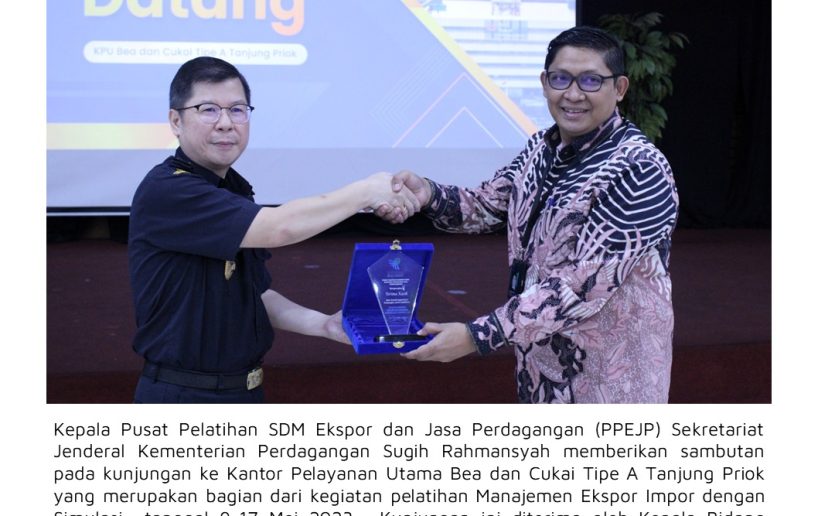 Datang
KPU Bea dan Cukai Tipe A Tanjung Priok
Terima Kasih
Kepala Pusat Pelatihan SDM Ekspor dan Jasa Perdagangan (PPEJP) Sekretariat
Jenderal Kementerian Perdagangan Sugih Rahmansyah memberikan sambutan
pada kunjungan ke Kantor Pelayanan Utama Bea dan Cukai Tipe A Tanjung Priok
yang merupakan bagian dari kegiatan pelatihan Manajemen Ekspor Impor dengan